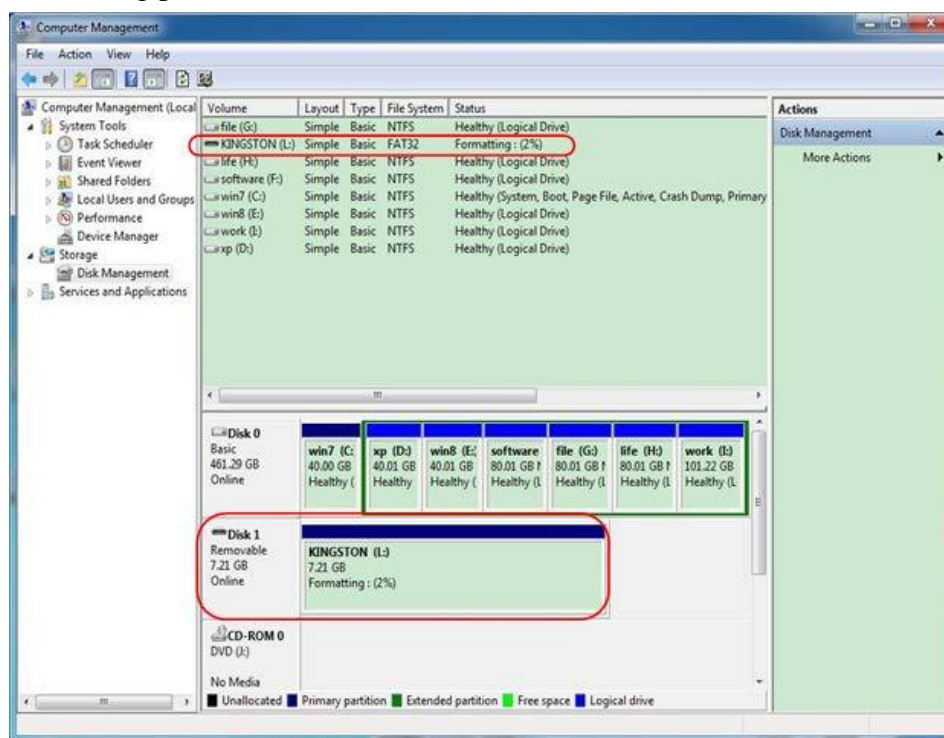 Computer Management
File Action View Help
Computer Management (Local
System Tools
Task Scheduler
Event Viewer
Shared Folders
Local Users and Groups
Performance
Device Manager
Storage
Disk Management
Services and Applications
Volume Layout Type File System Status
file (G:) Simple Basic NTFS Healthy (Logical Drive)
KINGSTON (L:) Simple Basic FAT32 Formatting : (2%)
life (H:) Simple Basic NTFS Healthy (Logical Drive)
software (F:) Simple Basic NTFS Healthy (Logical Drive)
win7 (C:) Simple Basic NTFS Healthy (System, Boot, Page File, Active, Crash Dump, Primary
win8 (E:) Simple Basic NTFS Healthy (Logical Drive)
work (I:) Simple Basic NTFS Healthy (Logical Drive)
xp (D:) Simple Basic NTFS Healthy (Logical Drive)
Actions
Disk Management
More Actions
Disk 0
Basic
461.29 GB
Online
win7 (C: xp (D:) win8 (E: software file (G:) life (H:) work (I:)
40.00 GB 40.01 GB 40.01 GB 80.01 GB N 80.01 GB N 80.01 GB N 101.22 GB
Healthy ( Healthy Healthy ( Healthy (L Healthy (L Healthy (L Healthy (L
Disk 1
Removable
7.21 GB
Online
KINGSTON (L:)
7.21 GB
Formatting : (2%)
CD-ROM 0
DVD (J:)
No Media
Unallocated Primary partition Extended partition Free space Logical drive